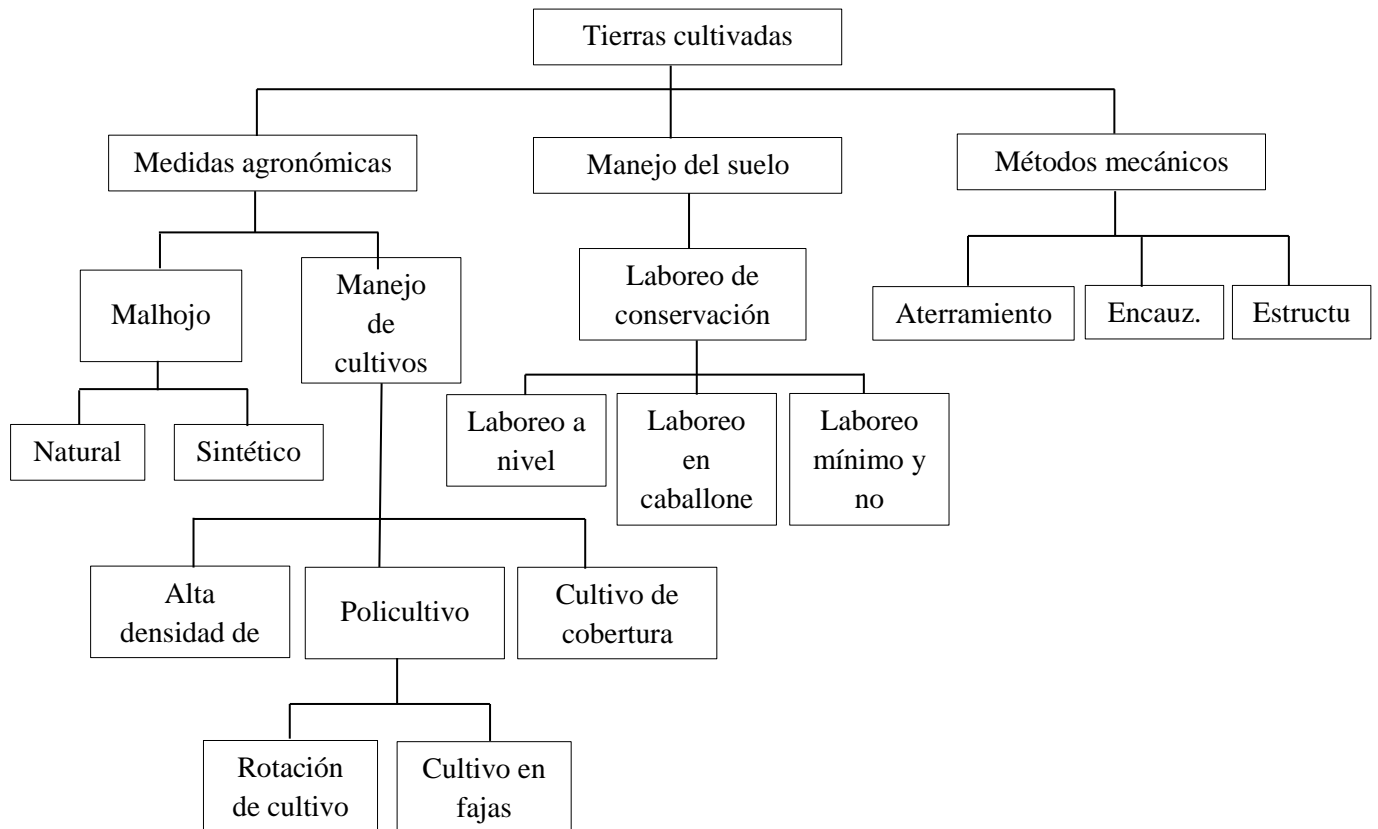 Tierras cultivadas
Medidas agronómicas
Manejo del suelo
Métodos mecánicos
Malhojo
Manejo
de
cultivos
Laboreo de
conservación
Aterramiento
Encauz.
Estructu
Natural
Sintético
Laboreo a
nivel
Laboreo
en
caballone
Laboreo
mínimo y
no
Alta
densidad de
Policultivo
Cultivo de
cobertura
Rotación
de cultivo
Cultivo en
fajas